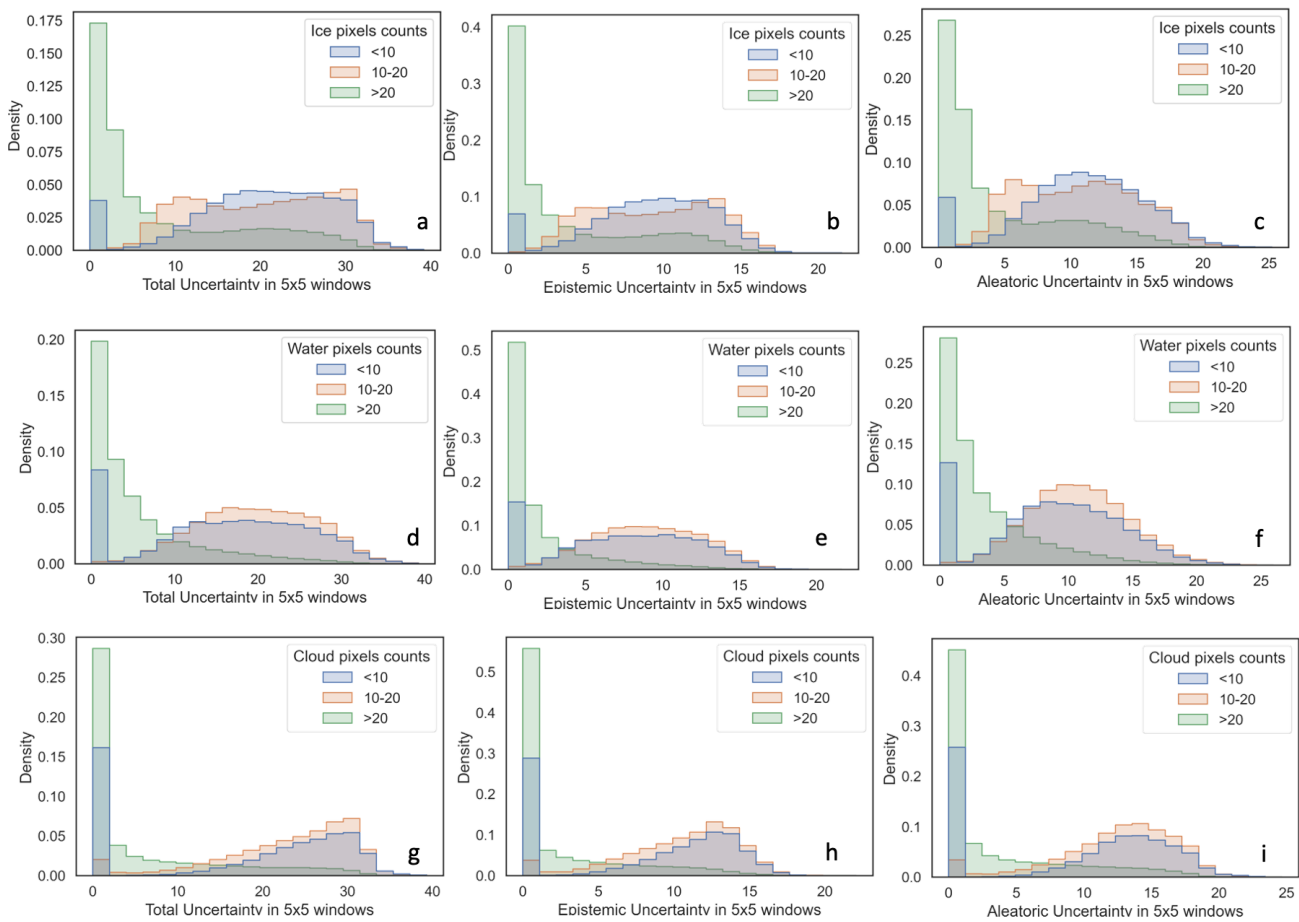 0.175
0.150
0.125
0.100
0.075
0.050
0.025
0.000
Density
Ice pixels counts
<10
10-20
>20
a
0 10 20 30 40
Total Uncertainty in 5x5 windows
0.4
0.3
0.2
0.1
0.0
Density
Ice pixels counts
<10
10-20
>20
b
0 5 10 15 20
Epistemic Uncertainty in 5x5 windows
0.25
0.20
0.15
0.10
0.05
0.00
Density
Ice pixels counts
<10
10-20
>20
c
0 5 10 15 20 25
Aleatoric Uncertainty in 5x5 windows
0.20
0.15
0.10
0.05
0.00
Density
Water pixels counts
<10
10-20
>20
d
0 10 20 30 40
Total Uncertainty in 5x5 windows
0.5
0.4
0.3
0.2
0.1
0.0
Density
Water pixels counts
<10
10-20
>20
e
0 5 10 15 20
Epistemic Uncertainty in 5x5 windows
0.25
0.20
0.15
0.10
0.05
0.00
Density
Water pixels counts
<10
10-20
>20
f
0 5 10 15 20 25
Aleatoric Uncertainty in 5x5 windows
0.30
0.25
0.20
0.15
0.10
0.05
0.00
Density
Cloud pixels counts
<10
10-20
>20
g
0 10 20 30 40
Total Uncertainty in 5x5 windows
0.5
0.4
0.3
0.2
0.1
0.0
Density
Cloud pixels counts
<10
10-20
>20
h
0 5 10 15 20
Epistemic Uncertainty in 5x5 windows
0.4
0.3
0.2
0.1
0.0
Density
Cloud pixels counts
<10
10-20
>20
i
0 5 10 15 20 25
Aleatoric Uncertainty in 5x5 windows